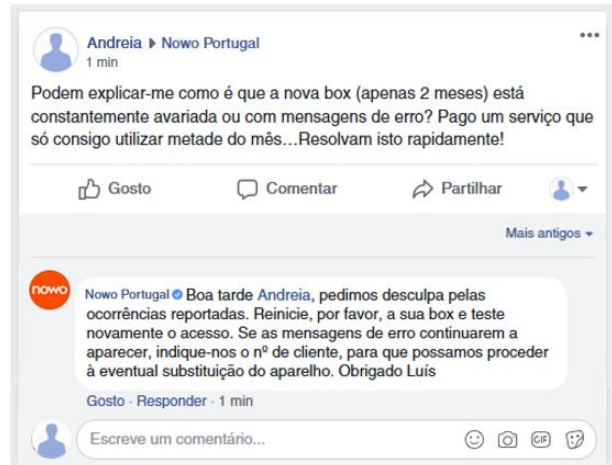 Andreia ▸ Nowo Portugal
1 min
Podem explicar-me como é que a nova box (apenas 2 meses) está
constantemente avariada ou com mensagens de erro? Pago um serviço que
só consigo utilizar metade do mês...Resolvam isto rapidamente!
Gosto Comentar Partilhar
Mais antigos
nowo
Nowo Portugal Boa tarde Andreia, pedimos desculpa pelas
ocorrências reportadas. Reinicie, por favor, a sua box e teste
novamente o acesso. Se as mensagens de erro continuarem a
aparecer, indique-nos o nº de cliente, para que possamos proceder
à eventual substituição do aparelho. Obrigado Luís
Gosto · Responder · 1 min
Escreve um comentário...
GIF